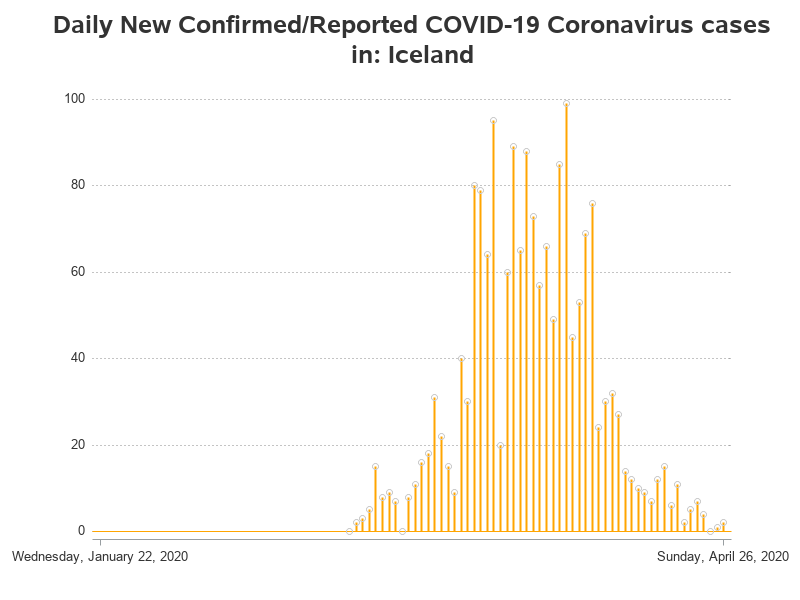 Daily New Confirmed/Reported COVID-19 Coronavirus cases
in: Iceland
100
80
60
40
20
0
Wednesday, January 22, 2020
Sunday, April 26, 2020